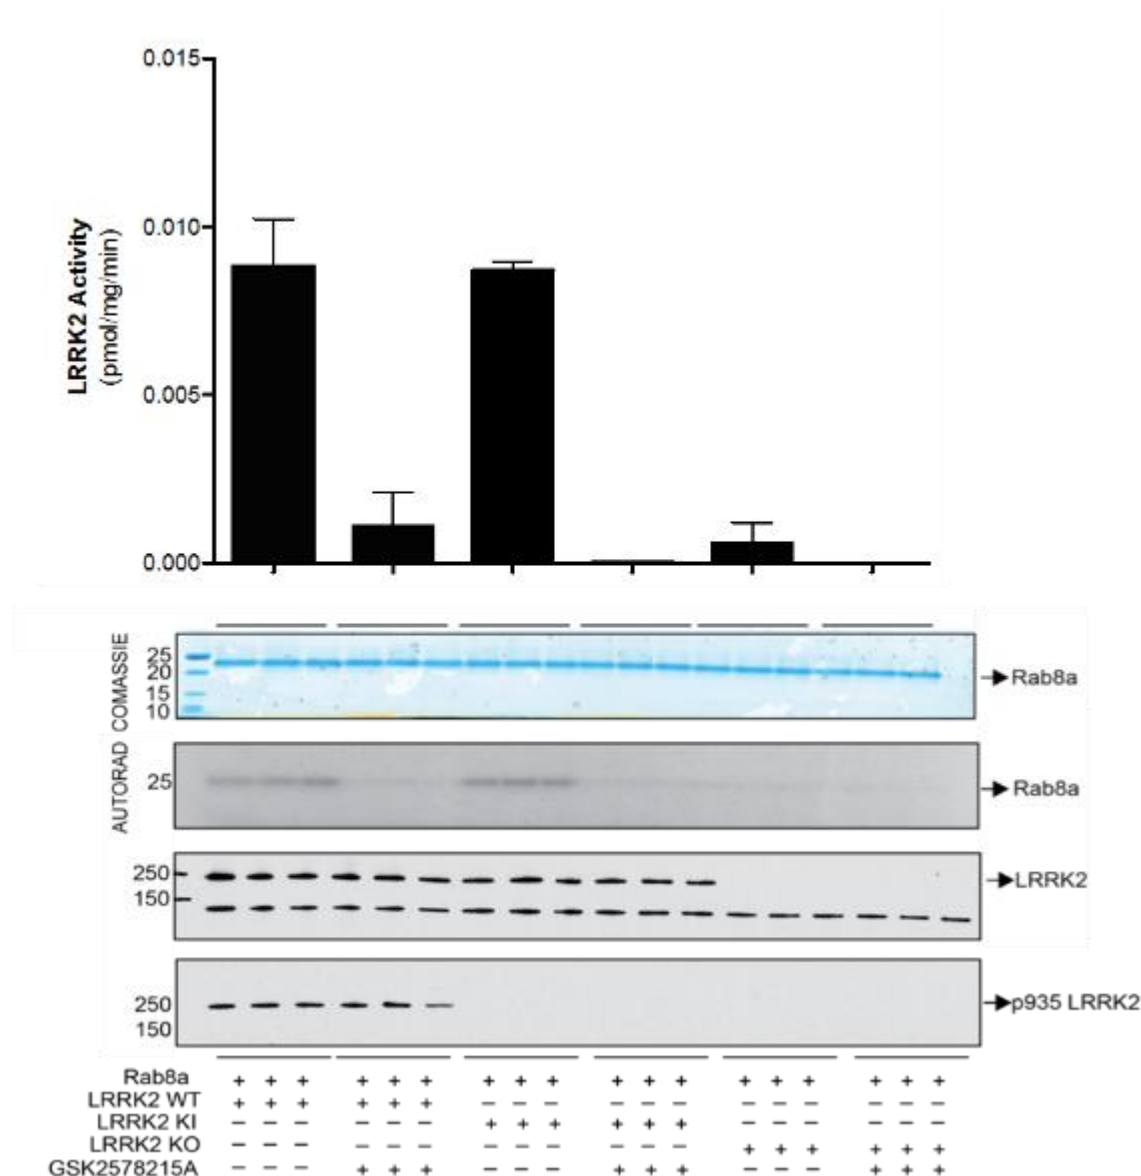 0.015
0.010
0.005
0.000
LRRK2 Activity
(pmol/mg/min)
COMASSIE
25
20
15
10
Rab8a
AUTORAD
25
Rab8a
250
150
LRRK2
250
150
p935 LRRK2
Rab8a + + + + + + + + + + + + + + + + + +
LRRK2 WT + + + + + + – – – – – – – – – – – –
LRRK2 KI – – – – – – + + + + + + – – – – – –
LRRK2 KO – – – – – – – – – – – – + + + + + +
GSK2578215A – – – + + + – – – + + + – – – + + +